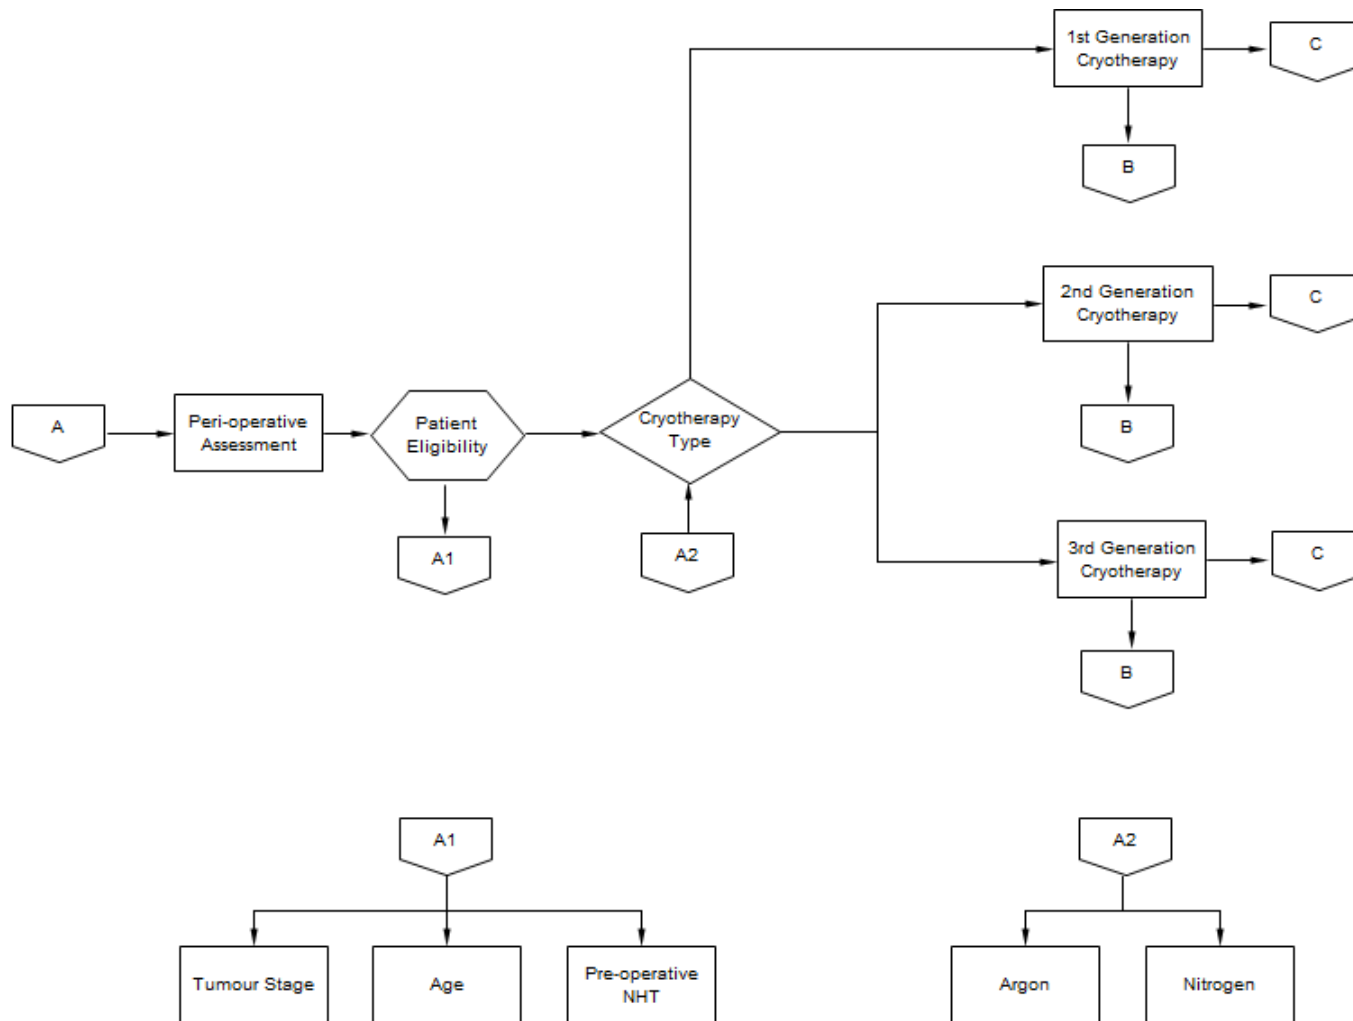 1st Generation
Cryotherapy
C
B
2nd Generation
Cryotherapy
C
B
A
Peri-operative
Assessment
Patient
Eligibility
Cryotherapy
Type
A1
A2
3rd Generation
Cryotherapy
C
B
A1
Tumour Stage
Age
Pre-operative
NHT
A2
Argon
Nitrogen